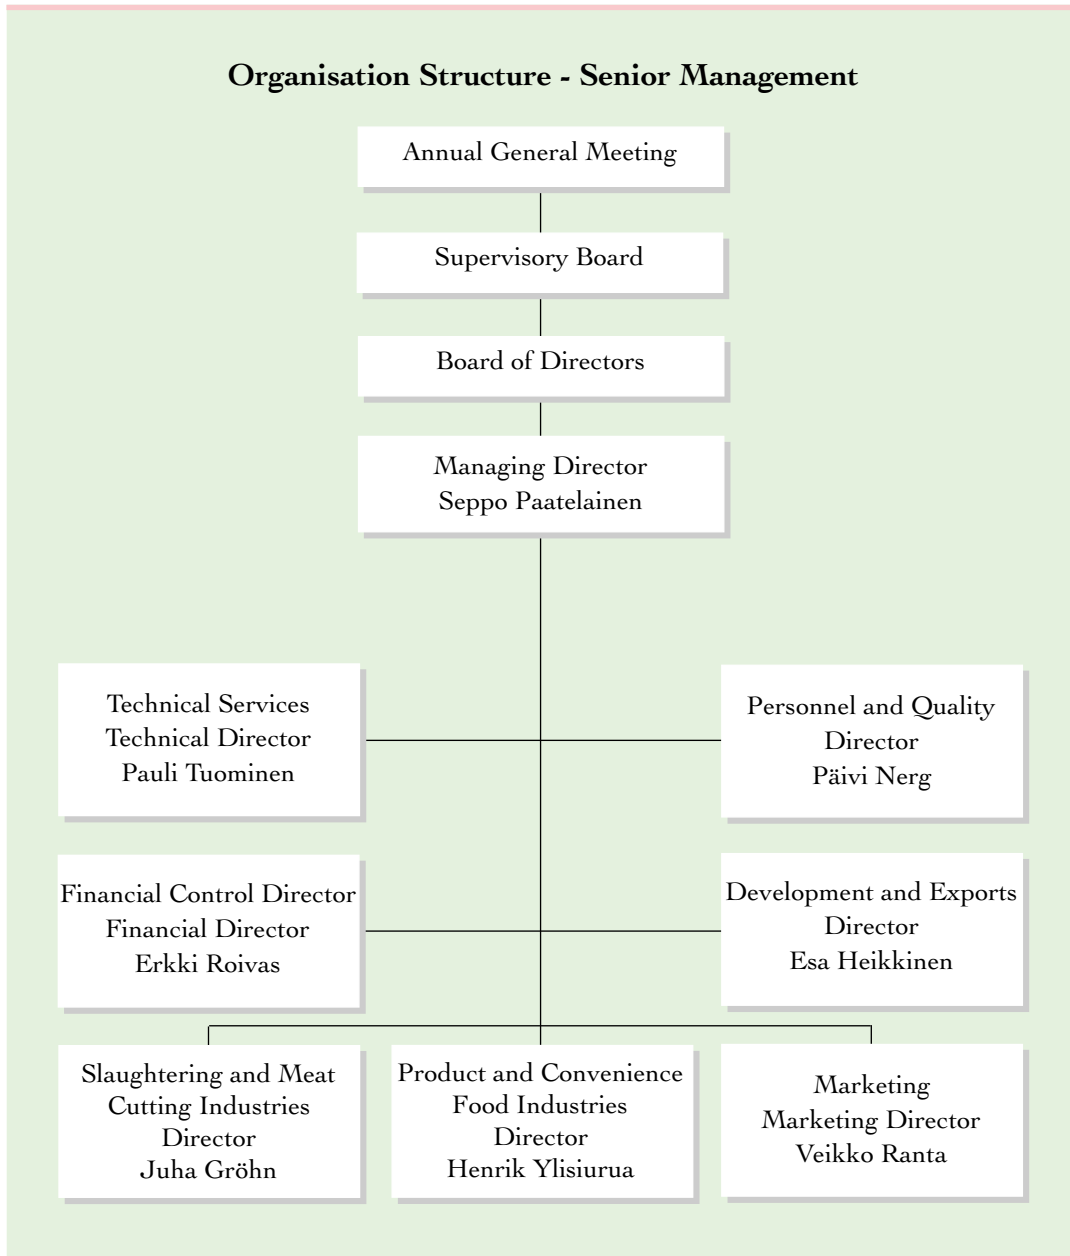 Organisation Structure - Senior Management
Annual General Meeting
Supervisory Board
Board of Directors
Managing Director
Seppo Paatelainen
Technical Services
Technical Director
Pauli Tuominen
Personnel and Quality
Director
Päivi Nerg
Financial Control Director
Financial Director
Erkki Roivas
Development and Exports
Director
Esa Heikkinen
Slaughtering and Meat
Cutting Industries
Director
Juha Gröhn
Product and Convenience
Food Industries
Director
Henrik Ylisiurua
Marketing
Marketing Director
Veikko Ranta